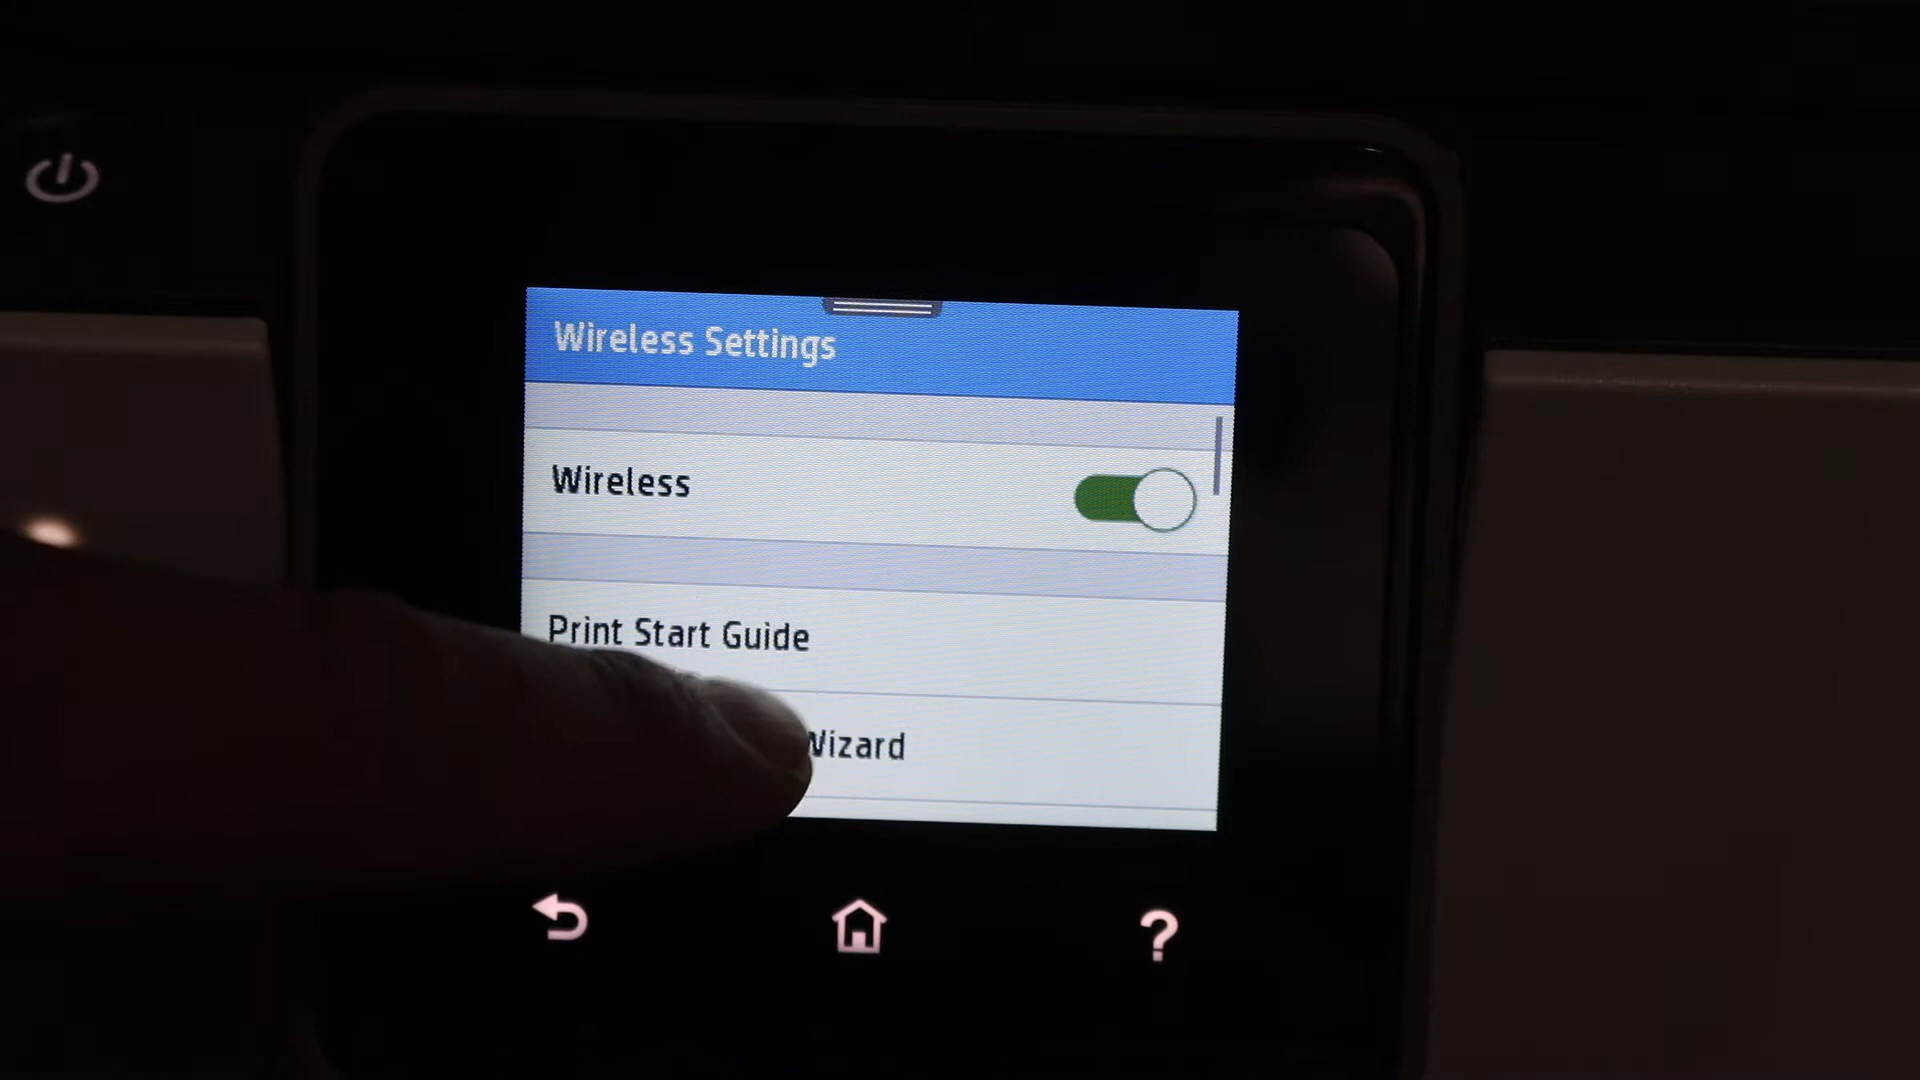 Wireless Settings
Wireless
Print Start Guide
Wizard
?